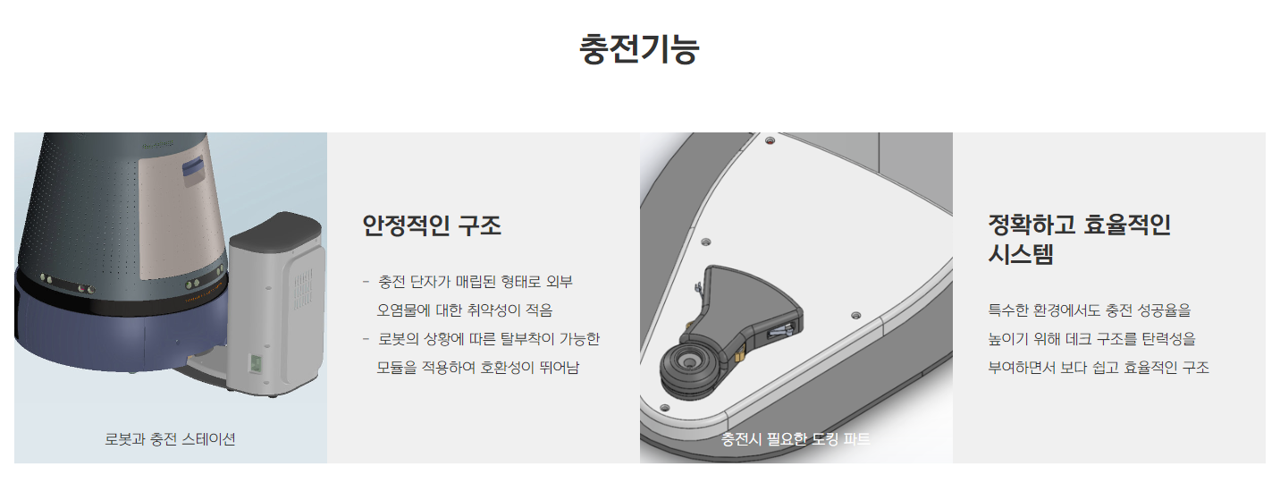 충전기능
안정적인 구조
- 충전 단자가 매립된 형태로 외부
오염물에 대한 취약성이 적음
- 로봇의 상황에 따른 탈부착이 가능한
모듈을 적용하여 호환성이 뛰어남
로봇과 충전 스테이션
정확하고 효율적인
시스템
특수한 환경에서도 충전 성공율을
높이기 위해 데크 구조를 탄력성을
부여하면서 보다 쉽고 효율적인 구조
충전시 필요한 도킹 파트